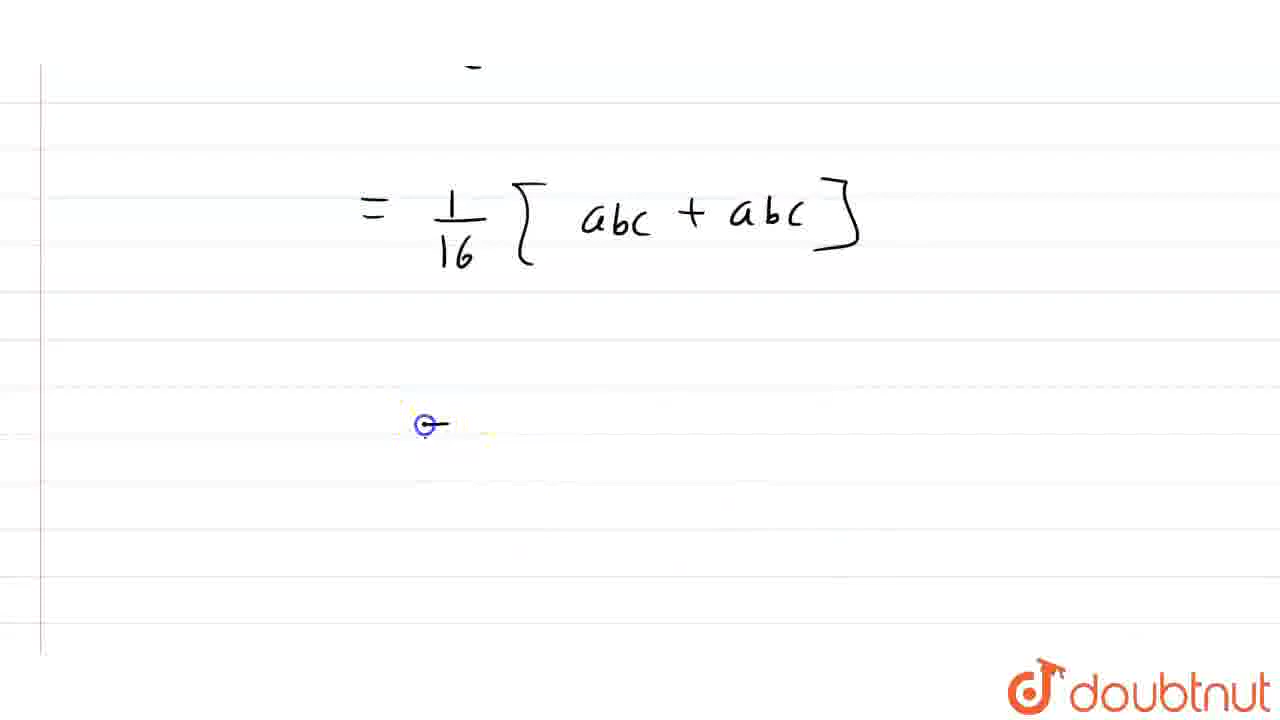 = 1/16 [ abc + abc ]
doubtnut